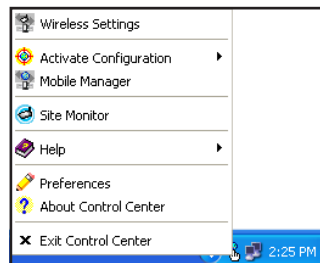 Wireless Settings
Activate Configuration
Mobile Manager
Site Monitor
Help
Preferences
About Control Center
Exit Control Center
2:25 PM